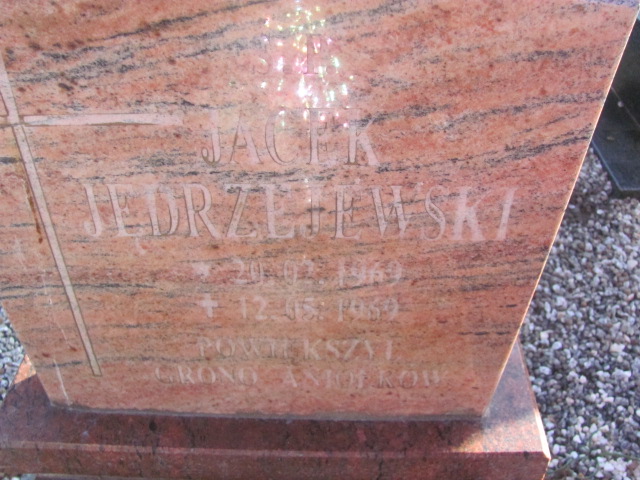 JACEK
JĘDRZEJEWSKI
* 20.02.1969
+ 12.05.1969
POWIĘKSZYŁ
GRONO ANIOŁKÓW